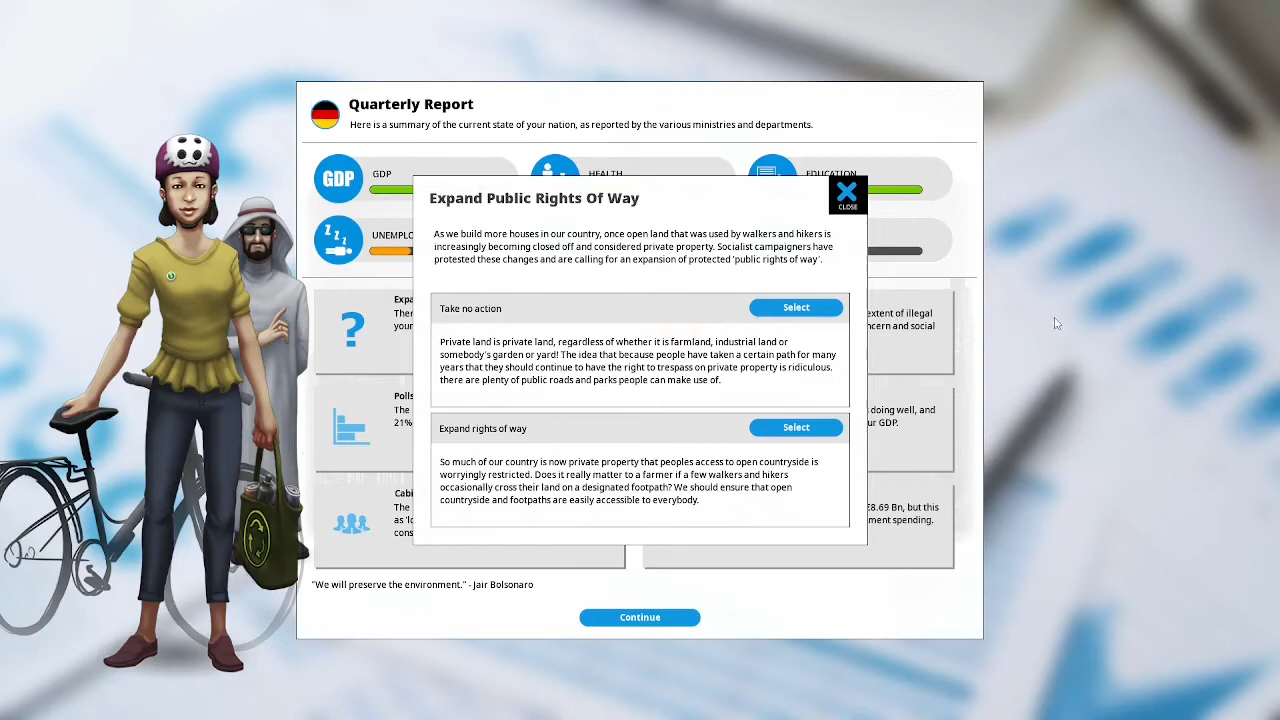 Quarterly Report
Here is a summary of the current state of your nation, as reported by the various ministries and departments.
GDP
GDP
HEALTH
EDUCATION
Expand Public Rights Of Way
CLOSE
As we build more houses in our country, once open land that was used by walkers and hikers is
increasingly becoming closed off and considered private property. Socialist campaigners have
protested these changes and are calling for an expansion of protected 'public rights of way'.
Take no action
Select
Private land is private land, regardless of whether it is farmland, industrial land or
somebody's garden or yard! The idea that because people have taken a certain path for many
years that they should continue to have the right to trespass on private property is ridiculous.
there are plenty of public roads and parks people can make use of.
Expand rights of way
Select
So much of our country is now private property that peoples access to open countryside is
worryingly restricted. Does it really matter to a farmer if a few walkers and hikers
occasionally cross their land on a designated footpath? We should ensure that open
countryside and footpaths are easily accessible to everybody.
Z Z Z
UNEMPLO
?
Expa
Ther
your
extent of illegal
ncern and social
Polls
The
21%
doing well, and
ur GDP.
Cabi
The
as 'lo
cons
£8.69 Bn, but this
ment spending.
"We will preserve the environment." - Jair Bolsonaro
Continue